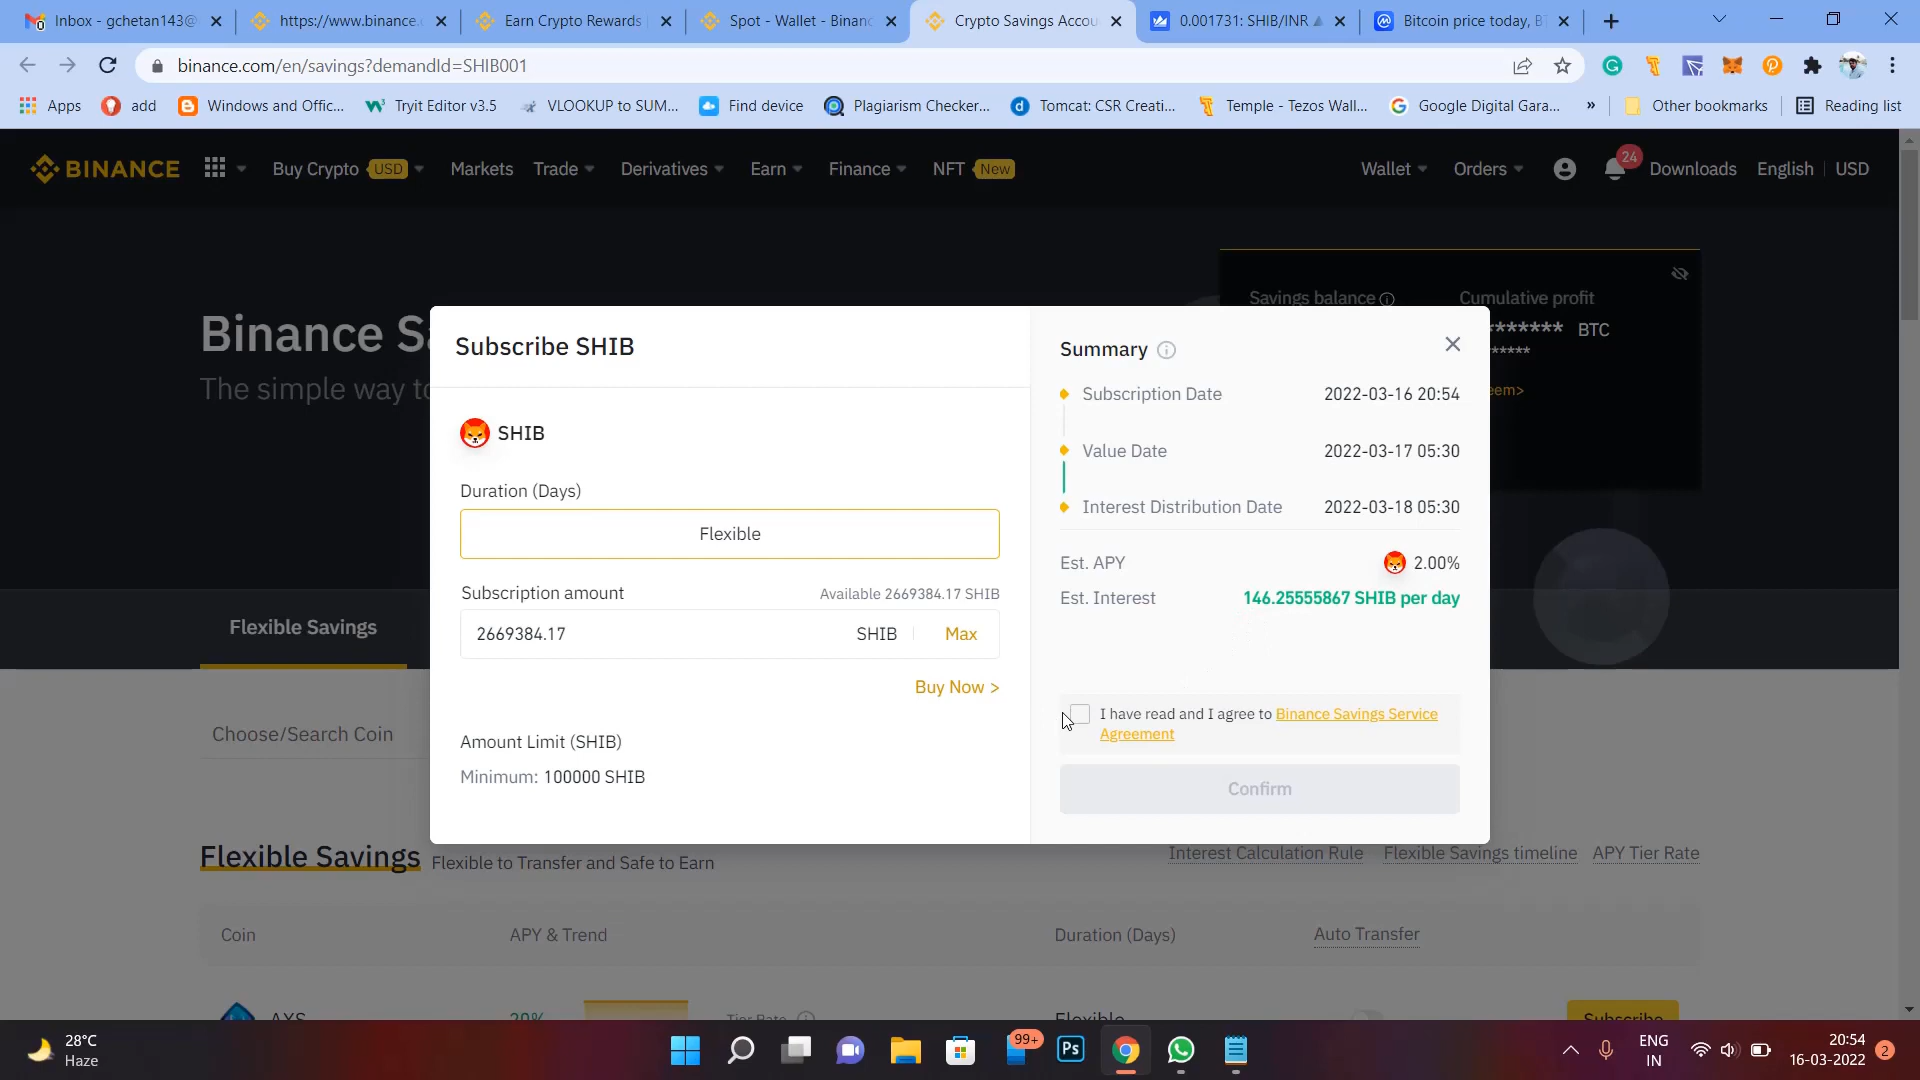 Inbox - gchetan143@
https://www.binance.
Earn Crypto Rewards
Spot - Wallet - Binanc
Crypto Savings Accou
0.001731: SHIB/INR
Bitcoin price today, B
binance.com/en/savings?demandId=SHIB001
Apps
add
Windows and Offic...
Tryit Editor v3.5
VLOOKUP to SUM...
Find device
Plagiarism Checker...
Tomcat: CSR Creati...
Temple - Tezos Wall...
Google Digital Gara...
»
Other bookmarks
Reading list
BINANCE
Buy Crypto USD
Markets
Trade
Derivatives
Earn
Finance
NFT New
Wallet
Orders
24
Downloads
English
USD
Binance S
The simple way to
Savings balance
Cumulative profit
******* BTC
*****
eem>
Subscribe SHIB
SHIB
Duration (Days)
Flexible
Subscription amount
Available 2669384.17 SHIB
2669384.17 SHIB Max
Buy Now >
Amount Limit (SHIB)
Minimum: 100000 SHIB
Summary
Subscription Date 2022-03-16 20:54
Value Date 2022-03-17 05:30
Interest Distribution Date 2022-03-18 05:30
Est. APY 2.00%
Est. Interest 146.25555867 SHIB per day
I have read and I agree to Binance Savings Service
Agreement
Confirm
Flexible Savings
Choose/Search Coin
Flexible Savings Flexible to Transfer and Safe to Earn
Interest Calculation Rule
Flexible Savings timeline
APY Tier Rate
Coin
APY & Trend
Duration (Days)
Auto Transfer
AXS
20%
Tier Rate
Flexible
Subscribe
28°C
Haze
99+
Ps
ENG
IN
20:54
16-03-2022
2